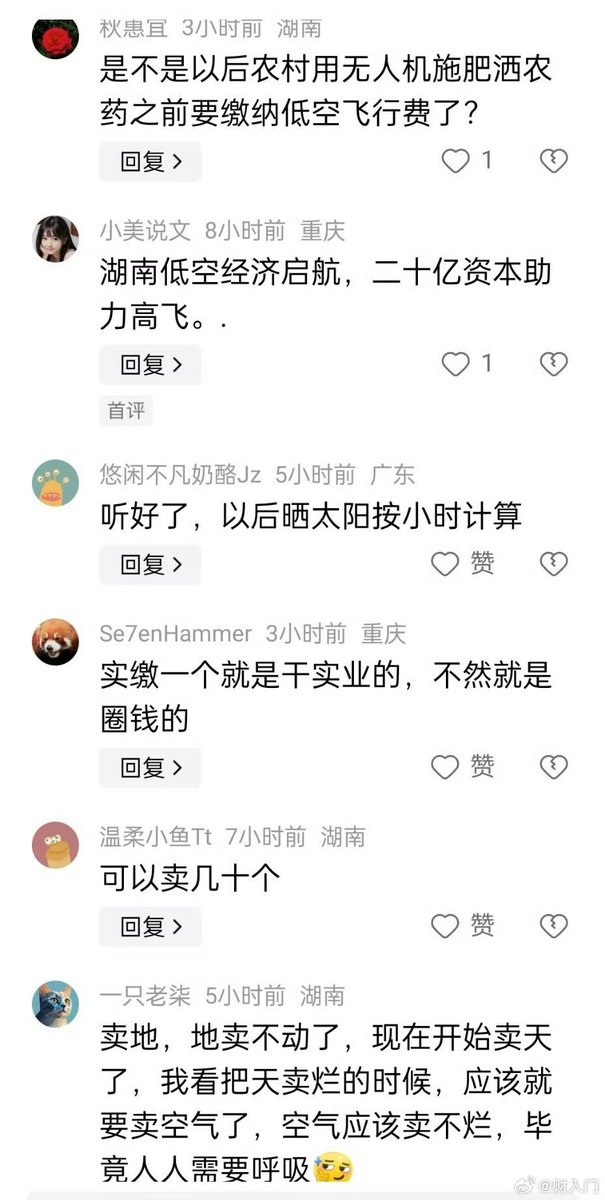 秋惠宜 3小时前 湖南
是不是以后农村用无人机施肥洒农
药之前要缴纳低空飞行费了？
回复 >
1
小美说文 8小时前 重庆
湖南低空经济启航，二十亿资本助
力高飞。.
回复 >
1
首评
悠闲不凡奶酪Jz 5小时前 广东
听好了，以后晒太阳按小时计算
回复 >
赞
Se7enHammer 3小时前 重庆
实缴一个就是干实业的，不然就是
圈钱的
回复 >
赞
温柔小鱼Tt 7小时前 湖南
可以卖几十个
回复 >
赞
一只老柒 5小时前 湖南
卖地，地卖不动了，现在开始卖天
了，我看把天卖烂的时候，应该就
要卖空气了，空气应该卖不烂，毕
竟人人需要呼吸
@财入门